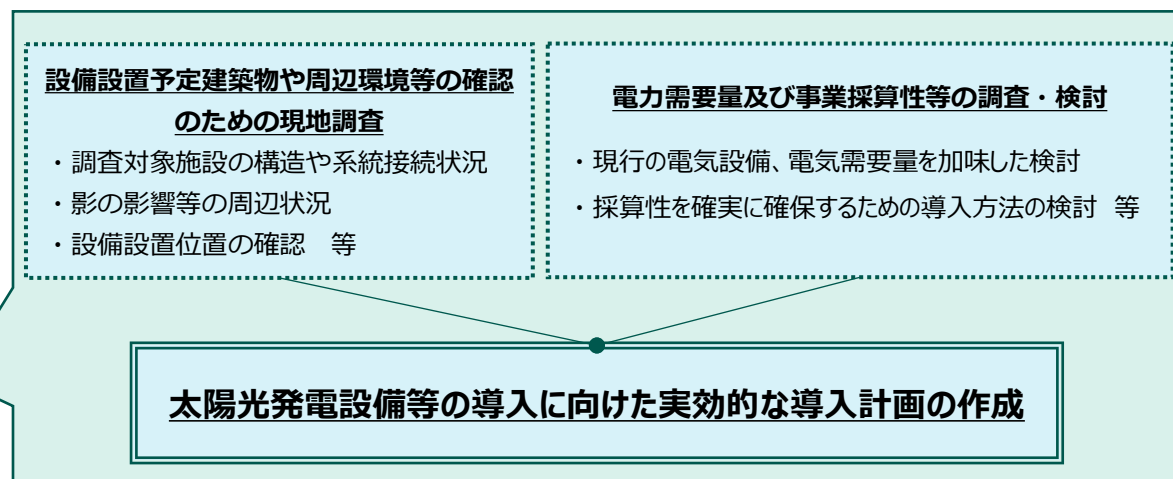 設備設置予定建築物や周辺環境等の確認
のための現地調査
・調査対象施設の構造や系統接続状況
・影の影響等の周辺状況
・設備設置位置の確認　等
電力需要量及び事業採算性等の調査・検討
・現行の電気設備、電気需要量を加味した検討
・採算性を確実に確保するための導入方法の検討　等
太陽光発電設備等の導入に向けた実効的な導入計画の作成